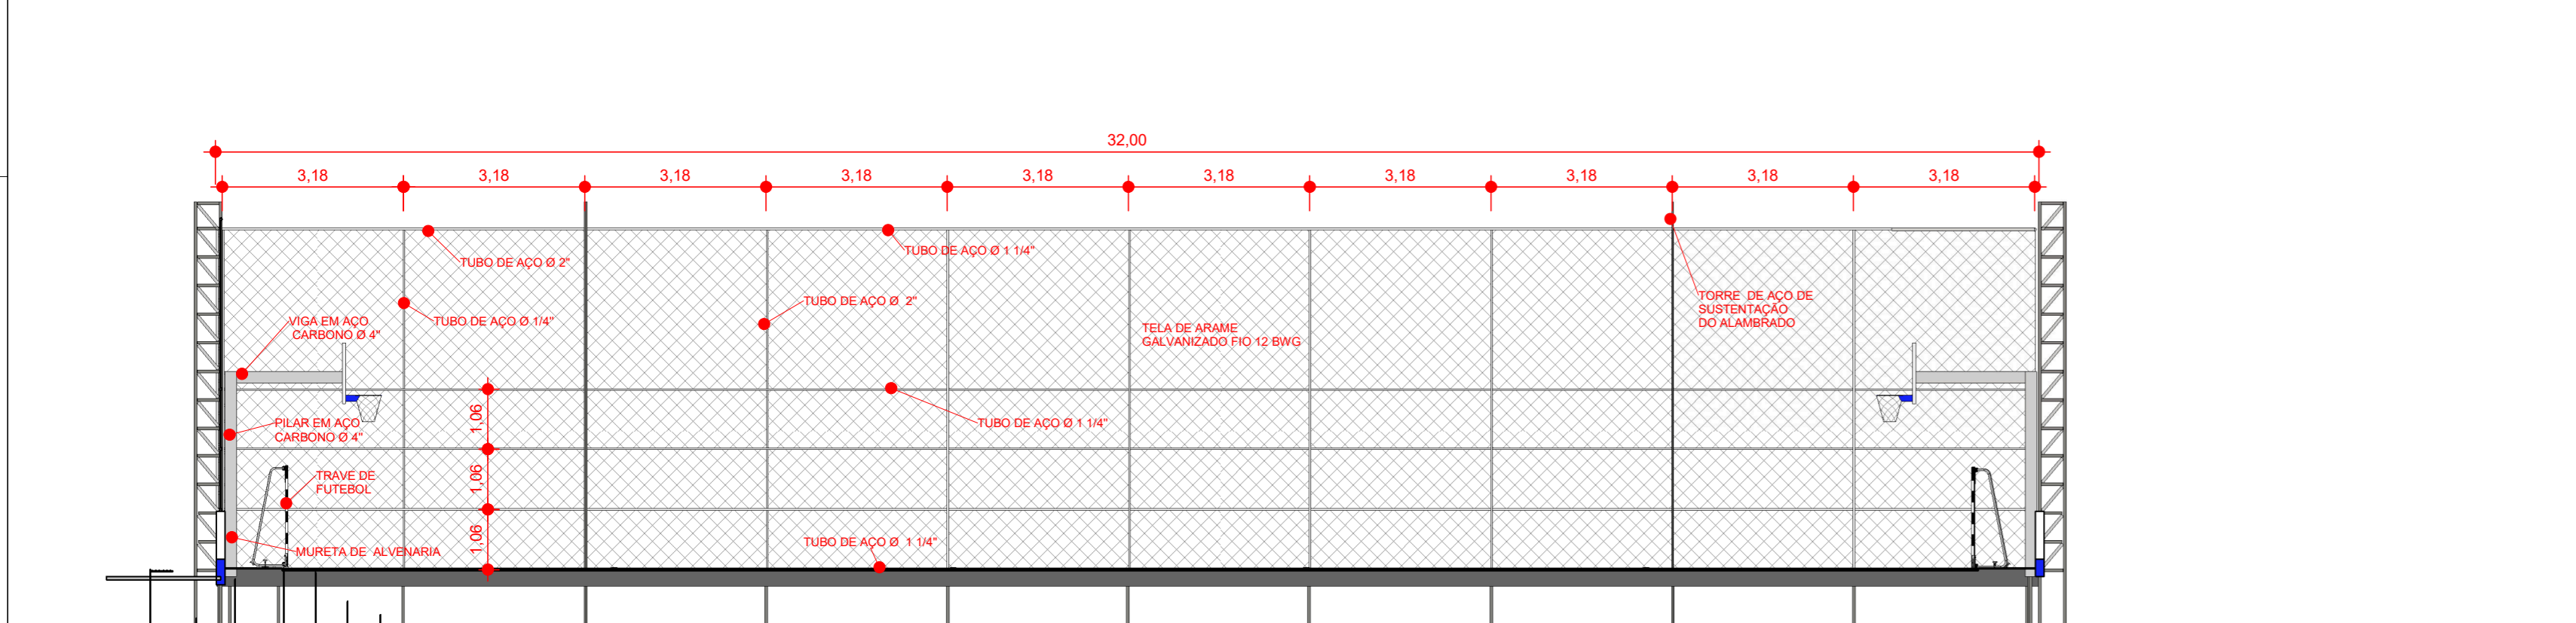 32,00
3,18 3,18 3,18 3,18 3,18 3,18 3,18 3,18 3,18 3,18
TUBO DE AÇO Ø 2"
TUBO DE AÇO Ø 1 1/4"
TUBO DE AÇO Ø 1/4"
TUBO DE AÇO Ø 2"
TORRE DE AÇO DE
SUSTENTAÇÃO
DO ALAMBRADO
VIGA EM AÇO
CARBONO Ø 4"
TELA DE ARAME
GALVANIZADO FIO 12 BWG
PILAR EM AÇO
CARBONO Ø 4"
1,06
TUBO DE AÇO Ø 1 1/4"
TRAVE DE
FUTEBOL
1,06
MURETA DE ALVENARIA
1,06
TUBO DE AÇO Ø 1 1/4"